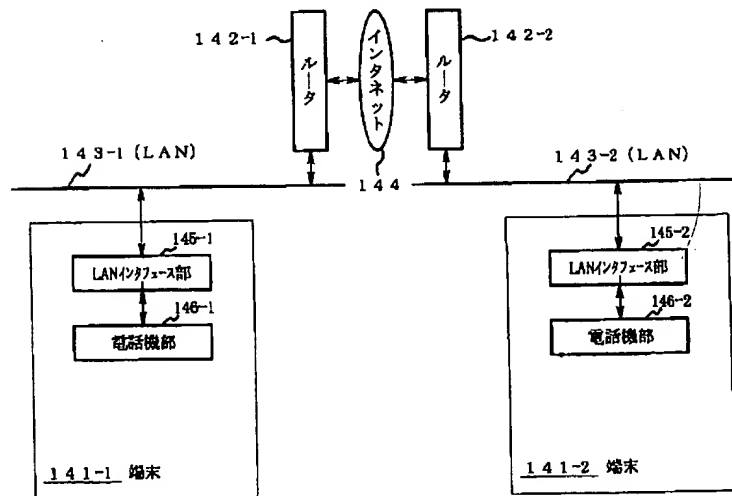 142-1
ルータ
インタネット
ルータ
142-2
143-1 (LAN)
144
143-2 (LAN)
145-1
LANインタフェース部
146-1
電話機部
141-1 端末
145-2
LANインタフェース部
146-2
電話機部
141-2 端末